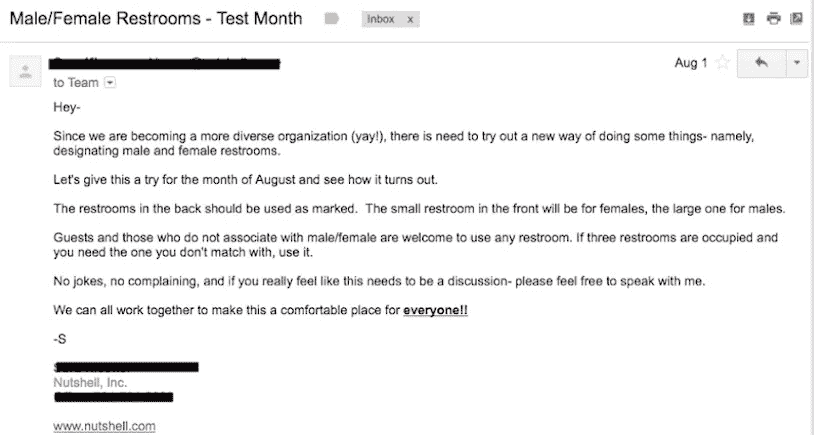 Male/Female Restrooms - Test Month
Inbox x
Aug 1
to Team
Hey-
Since we are becoming a more diverse organization (yay!), there is need to try out a new way of doing some things- namely,
designating male and female restrooms.
Let's give this a try for the month of August and see how it turns out.
The restrooms in the back should be used as marked.  The small restroom in the front will be for females, the large one for males.
Guests and those who do not associate with male/female are welcome to use any restroom. If three restrooms are occupied and
you need the one you don't match with, use it.
No jokes, no complaining, and if you really feel like this needs to be a discussion- please feel free to speak with me.
We can all work together to make this a comfortable place for everyone!!
-S
Nutshell, Inc.
www.nutshell.com